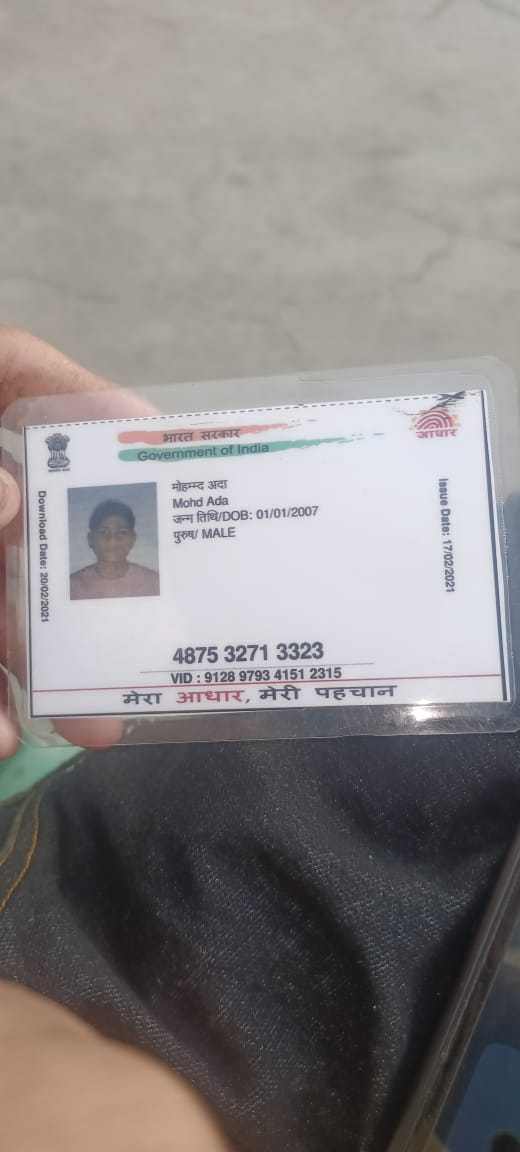 भारत सरकार
Government of India
आधार
मोहम्म्द अदा
Mohd Ada
जन्म तिथि/DOB: 01/01/2007
पुरुष/ MALE
Download Date: 20/02/2021
Issue Date: 17/02/2021
4875 3271 3323
VID : 9128 9793 4151 2315
मेरा आधार, मेरी पहचान